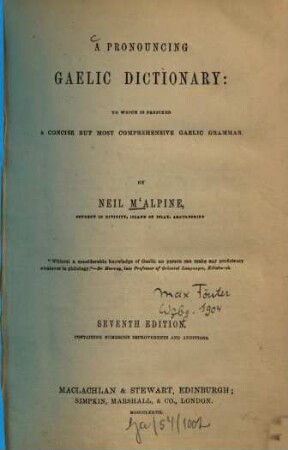 A PRONOUNCING
GAELIC DICTIONARY:
TO WHICH IS PREFIXED
A CONCISE BUT MOST COMPREHENSIVE GAELIC GRAMMAR.
BY
NEIL M‘ALPINE,
STUDENT IN DIVINITY, ISLAND OF ISLAY, ARGYLESHIRE
"Without a considerable knowledge of Gaelic no person can make any proficiency
whatever in philology."—Dr Murray, late Professor of Oriental Languages, Edinburgh.
Max Förster
1904
SEVENTH EDITION,
CONTAINING NUMEROUS IMPROVEMENTS AND ADDITIONS.
MACLACHLAN & STEWART, EDINBURGH;
SIMPKIN, MARSHALL, & CO., LONDON.